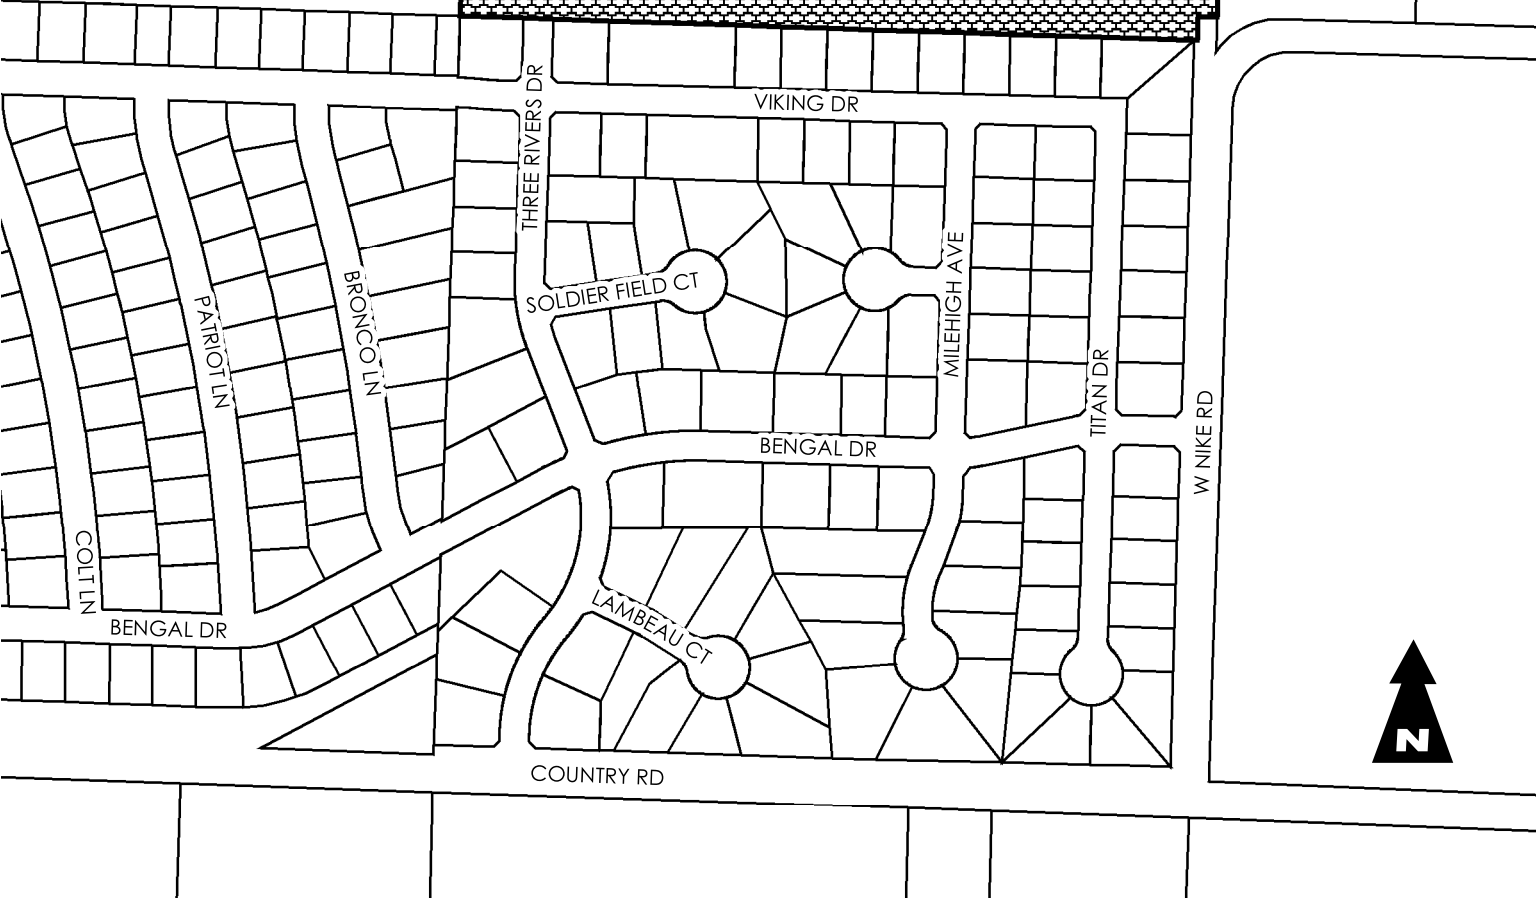 VIKING DR
THREE RIVERS DR
SOLDIER FIELD CT
MILEHIGH AVE
PATRIOT LN
BRONCO LN
TITAN DR
W NIKE RD
BENGAL DR
COLT LN
LAMBEAU CT
BENGAL DR
N
COUNTRY RD